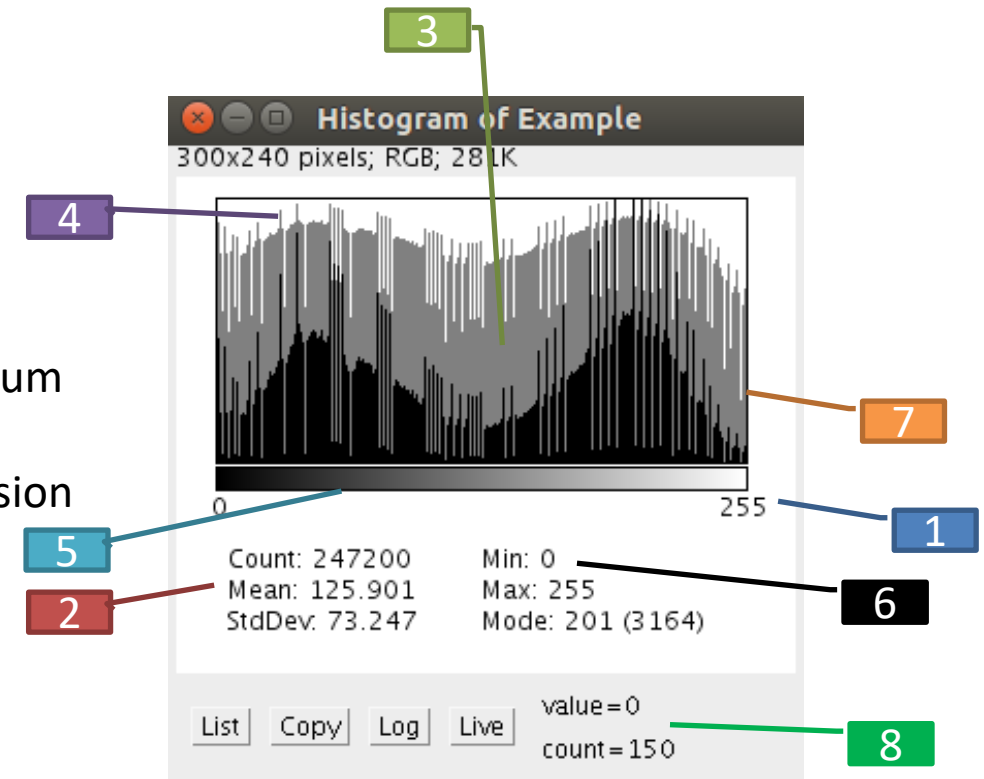 3
Histogram of Example
300x240 pixels; RGB; 281K
4
um
7
sion
0 255
1
5
Count: 247200 Min: 0
Mean: 125.901 Max: 255
6
2
StdDev: 73.247 Mode: 201 (3164)
List Copy Log Live
value=0
count=150
8